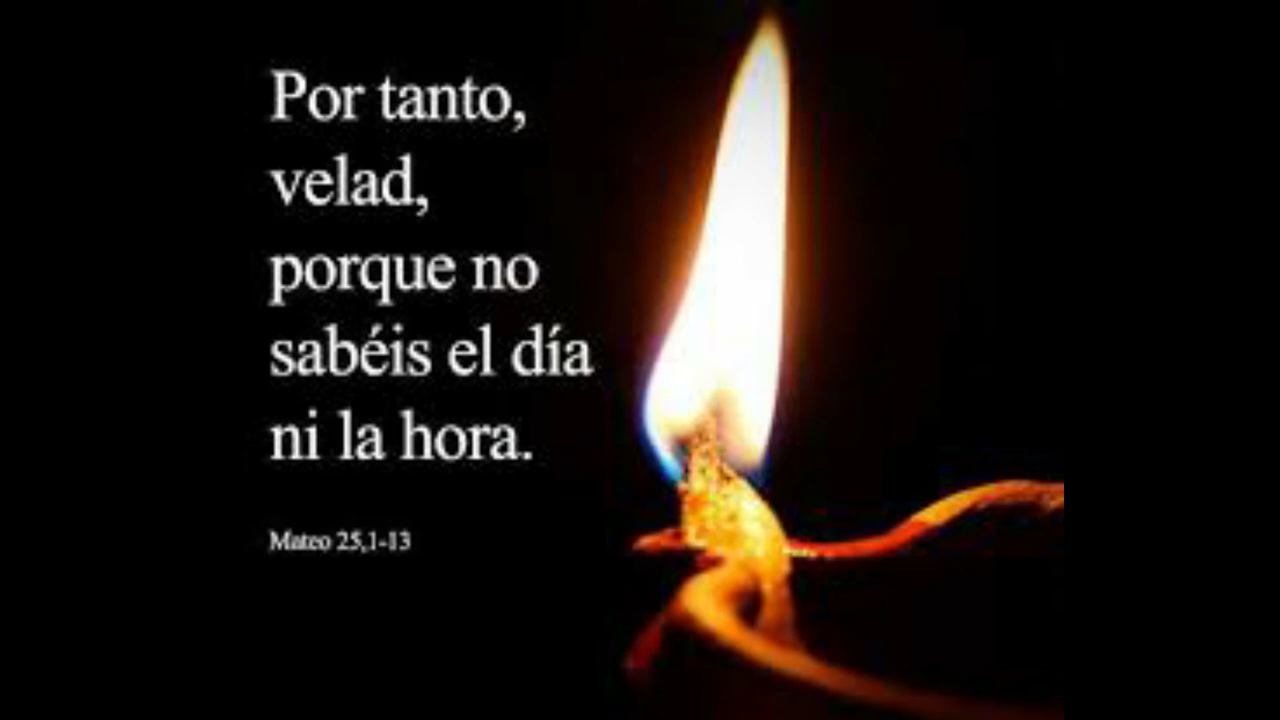 Por tanto,
velad,
porque no
sabéis el día
ni la hora.
Mateo 25,1-13